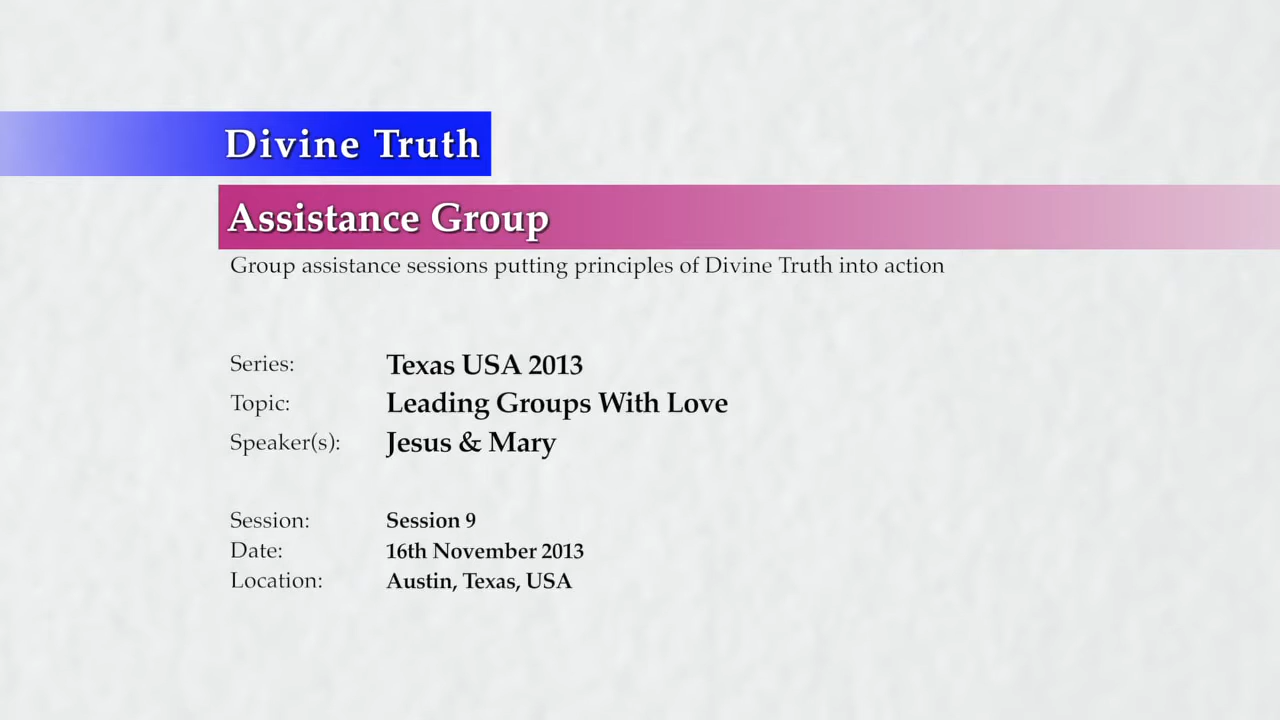 Divine Truth
Assistance Group
Group assistance sessions putting principles of Divine Truth into action
Series: Texas USA 2013
Topic: Leading Groups With Love
Speaker(s): Jesus & Mary
Session: Session 9
Date: 16th November 2013
Location: Austin, Texas, USA